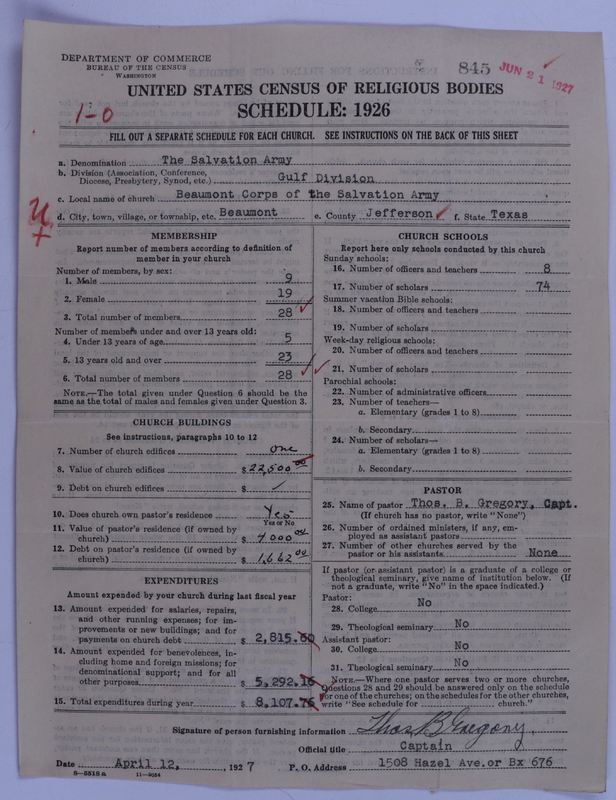 DEPARTMENT OF COMMERCE
BUREAU OF THE CENSUS
WASHINGTON
845
JUN 21 1927
UNITED STATES CENSUS OF RELIGIOUS BODIES
SCHEDULE: 1926
1-0
FILL OUT A SEPARATE SCHEDULE FOR EACH CHURCH. SEE INSTRUCTIONS ON THE BACK OF THIS SHEET
a. Denomination The Salvation Army
b. Division (Association, Conference, Diocese, Presbytery, Synod, etc.) Gulf Division
c. Local name of church Beaumont Corps of the Salvation Army
d. City, town, village, or township, etc. Beaumont e. County Jefferson f. State Texas
MEMBERSHIP
Report number of members according to definition of
member in your church
Number of members, by sex:
1. Male 9
2. Female 19
3. Total number of members 28
Number of members under and over 13 years old:
4. Under 13 years of age 5
5. 13 years old and over 23
6. Total number of members 28
NOTE.—The total given under Question 6 should be the
same as the total of males and females given under Question 3.
CHURCH BUILDINGS
See instructions, paragraphs 10 to 12
7. Number of church edifices one
8. Value of church edifices $22,500 00
9. Debt on church edifices $
10. Does church own pastor's residence Yes
Yes or No
11. Value of pastor's residence (if owned by
church) $ 4000 00
12. Debt on pastor's residence (if owned by
church) $ 1,662 00
EXPENDITURES
Amount expended by your church during last fiscal year
13. Amount expended for salaries, repairs,
and other running expenses; for im-
provements or new buildings; and for
payments on church debt $ 2,815.60
14. Amount expended for benevolences, in-
cluding home and foreign missions; for
denominational support; and for all
other purposes $ 5,292.16
15. Total expenditures during year $ 8,107.76
CHURCH SCHOOLS
Report here only schools conducted by this church
Sunday schools:
16. Number of officers and teachers 8
17. Number of scholars 74
Summer vacation Bible schools:
18. Number of officers and teachers
19. Number of scholars
Week-day religious schools:
20. Number of officers and teachers
21. Number of scholars
Parochial schools:
22. Number of administrative officers
23. Number of teachers—
a. Elementary (grades 1 to 8)
b. Secondary
24. Number of scholars—
a. Elementary (grades 1 to 8)
b. Secondary
PASTOR
25. Name of pastor Thos. B. Gregory, Capt.
(If church has no pastor, write "None")
26. Number of ordained ministers, if any, em-
ployed as assistant pastors
27. Number of other churches served by the
pastor or his assistants None
If pastor (or assistant pastor) is a graduate of a college or
theological seminary, give name of institution below. (If
not a graduate, write "No" in the space indicated.)
Pastor:
28. College No
29. Theological seminary No
Assistant pastor:
30. College No
31. Theological seminary No
NOTE.—Where one pastor serves two or more churches,
Questions 28 and 29 should be answered only on the schedule
for one of the churches; on the schedules for the other churches,
write "See schedule for church."
Signature of person furnishing information Thos B Gregory
Official title Captain
Date April 12, 1927 P. O. Address 1508 Hazel Ave. or Bx 676
8—5518 a 11—9024